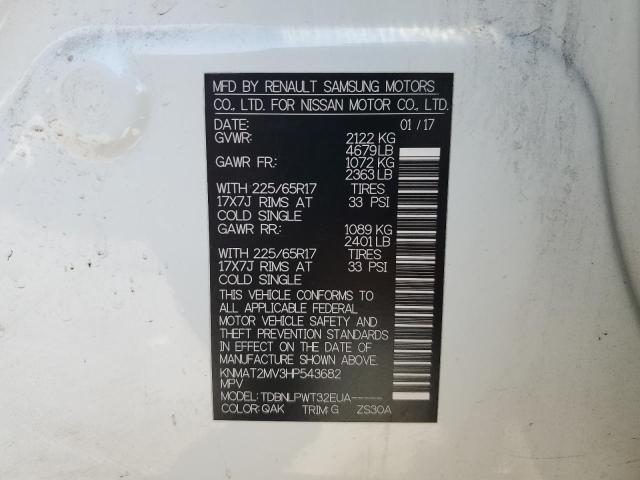 MFD BY RENAULT SAMSUNG MOTORS
CO., LTD. FOR NISSAN MOTOR CO., LTD.
DATE: 01 / 17
GVWR: 2122 KG
4679 LB
GAWR FR: 1072 KG
2363 LB
WITH 225/65R17 TIRES
17X7J RIMS AT 33 PSI
COLD SINGLE
GAWR RR: 1089 KG
2401 LB
WITH 225/65R17 TIRES
17X7J RIMS AT 33 PSI
COLD SINGLE
THIS VEHICLE CONFORMS TO
ALL APPLICABLE FEDERAL
MOTOR VEHICLE SAFETY AND
THEFT PREVENTION STANDARDS
IN EFFECT ON THE DATE OF
MANUFACTURE SHOWN ABOVE.
KNMAT2MV3HP543682
MPV
MODEL: TDBNLPWT32EUA-----
COLOR: QAK TRIM: G ZS30A